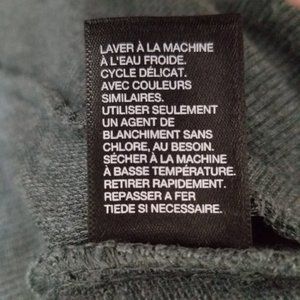 LAVER À LA MACHINE
À L'EAU FROIDE.
CYCLE DÉLICAT.
AVEC COULEURS
SIMILAIRES.
UTILISER SEULEMENT
UN AGENT DE
BLANCHIMENT SANS
CHLORE, AU BESOIN.
SÉCHER À LA MACHINE
À BASSE TEMPÉRATURE.
RETIRER RAPIDEMENT.
REPASSER A FER
TIEDE SI NECESSAIRE.